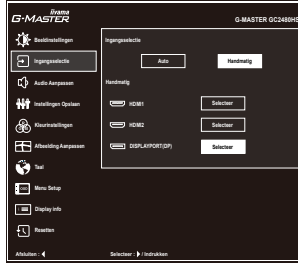 iiyama
G-MASTER
G-MASTER GC2480HS
Beeldinstellingen
Ingangsselectie
Audio Aanpassen
Instellingen Opslaan
Kleurinstellingen
Afbeelding Aanpassen
Taal
Menu Setup
Display info
Resetten
Ingangsselectie
Auto
Handmatig
Handmatig
HDMI1
Selecteer
HDMI2
Selecteer
DISPLAYPORT(DP)
Selecteer
Afsluiten :
Selecteer : / Indrukken